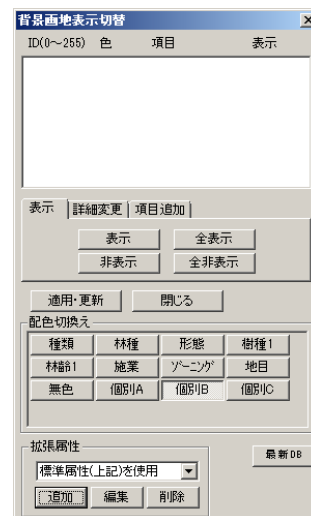 背景画地表示切替
ID(0～255) 色 項目 表示
表示 詳細変更 項目追加
表示 全表示
非表示 全非表示
適用・更新 閉じる
配色切換え
種類 林種 形態 樹種1
林齢1 施業 ゾーニング 地目
無色 個別A 個別B 個別C
拡張属性
最新DB
標準属性(上記)を使用
追加 編集 削除